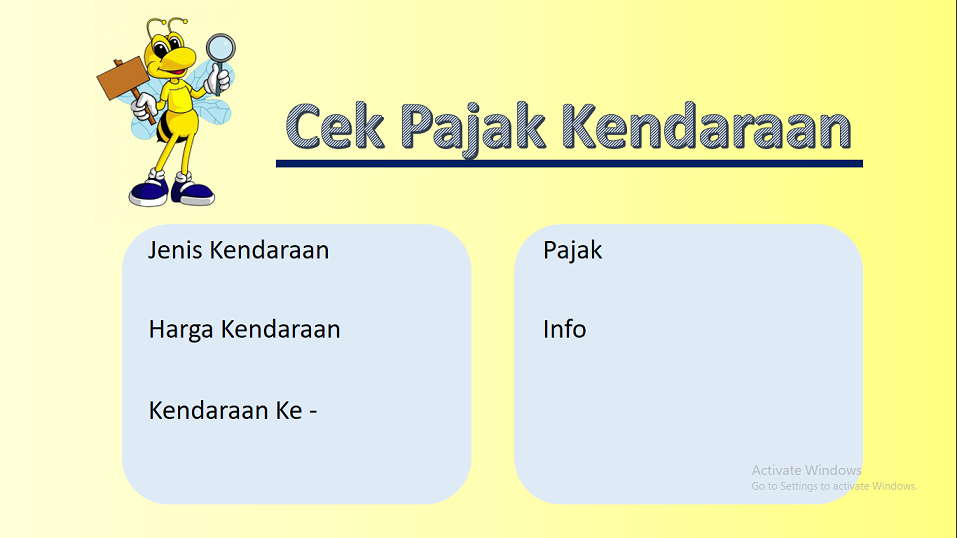 Cek Pajak Kendaraan
Jenis Kendaraan
Harga Kendaraan
Kendaraan Ke -
Pajak
Info
Activate Windows
Go to Settings to activate Windows.